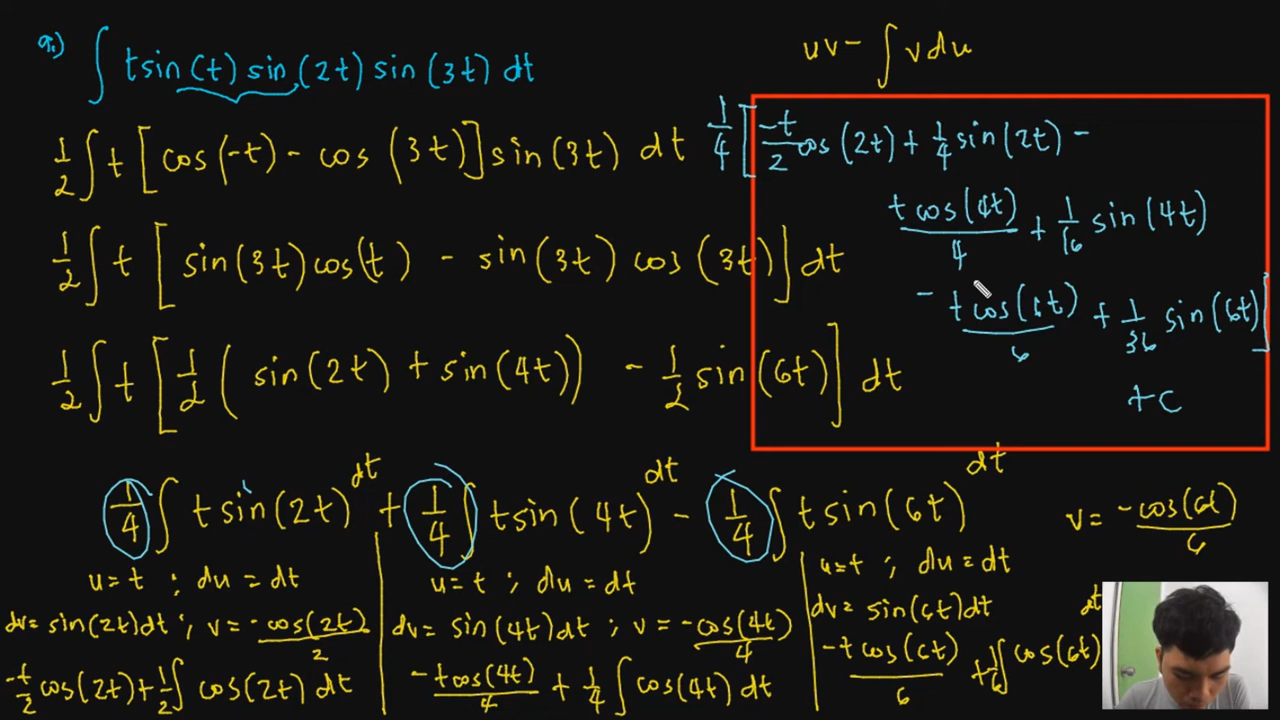 a.) ∫ t sin (t) sin (2t) sin (3t) dt
uv - ∫ v du
1/2 ∫ t [cos (-t) - cos (3t)] sin (3t) dt
1/2 ∫ t [sin (3t) cos (t) - sin (3t) cos (3t)] dt
1/2 ∫ t [1/2 (sin (2t) + sin (4t)) - 1/2 sin (6t)] dt
1/4 [-t/2 cos (2t) + 1/4 sin (2t) -
t cos (4t)/4 + 1/16 sin (4t)
- t cos (6t)/6 + 1/36 sin (6t)]
+ C
1/4 ∫ t sin (2t) dt + 1/4 ∫ t sin (4t) dt - 1/4 ∫ t sin (6t) dt
u = t ; du = dt
dv = sin (2t) dt ; v = -cos (2t)/2
-t/2 cos (2t) + 1/2 ∫ cos (2t) dt
u = t ; du = dt
dv = sin (4t) dt ; v = -cos (4t)/4
-t cos (4t)/4 + 1/4 ∫ cos (4t) dt
u = t ; du = dt
dv = sin (6t) dt
v = -cos (6t)/6
-t cos (6t)/6 + 1/6 ∫ cos (6t) dt